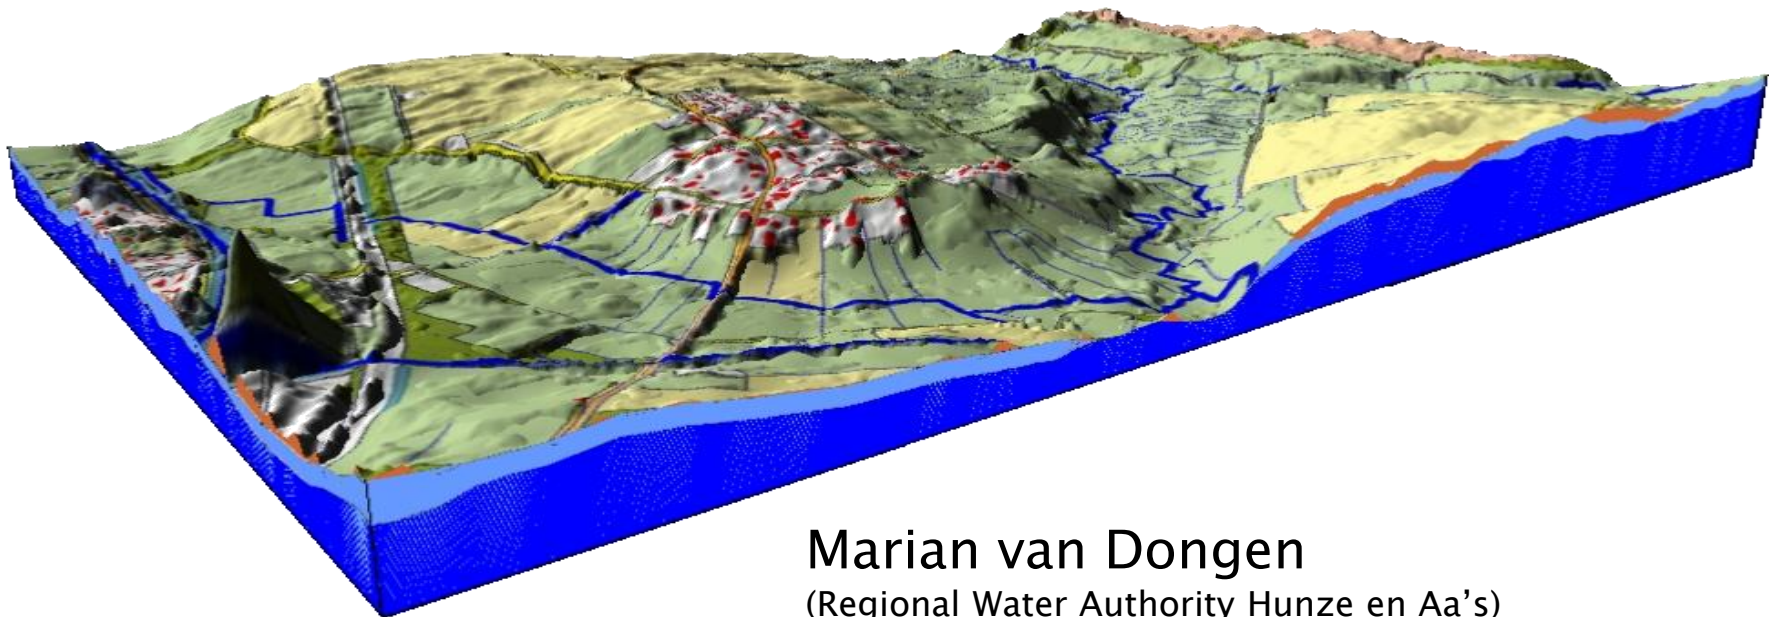 Marian van Dongen
(Regional Water Authority Hunze en Aa’s)